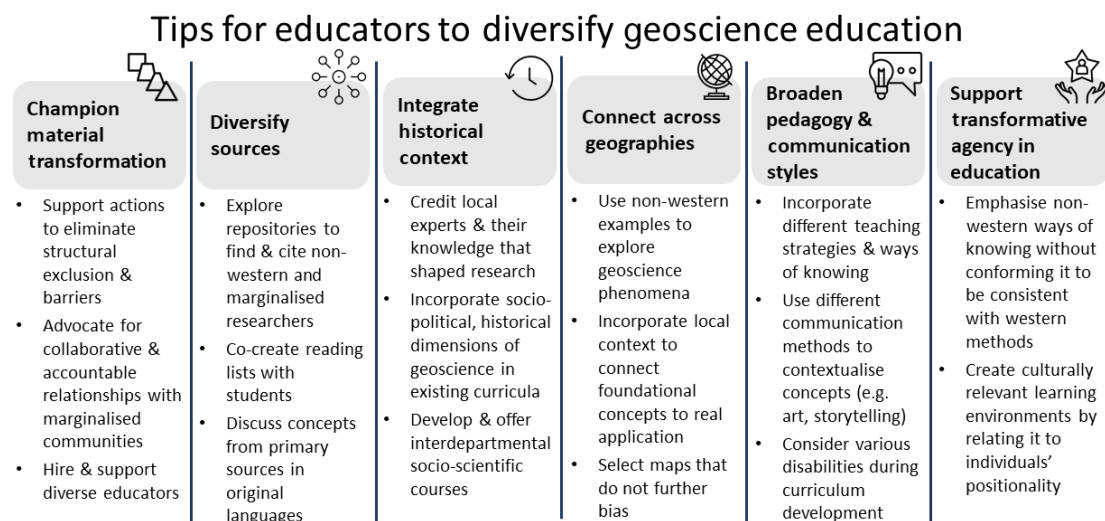 Tips for educators to diversify geoscience education
Champion
material
transformation
• Support actions
to eliminate
structural
exclusion &
barriers
• Advocate for
collaborative &
accountable
relationships with
marginalised
communities
• Hire & support
diverse educators
Diversify
sources
• Explore
repositories to
find & cite non-
western and
marginalised
researchers
• Co-create reading
lists with
students
• Discuss concepts
from primary
sources in
original
languages
Integrate
historical
context
• Credit local
experts & their
knowledge that
shaped research
• Incorporate socio-
political, historical
dimensions of
geoscience in
existing curricula
• Develop & offer
interdepartmental
socio-scientific
courses
Connect across
geographies
• Use non-western
examples to
explore
geoscience
phenomena
• Incorporate local
context to
connect
foundational
concepts to real
application
• Select maps that
do not further
bias
Broaden
pedagogy &
communication
styles
• Incorporate
different teaching
strategies & ways
of knowing
• Use different
communication
methods to
contextualise
concepts (e.g.
art, storytelling)
• Consider various
disabilities during
curriculum
development
Support
transformative
agency in
education
• Emphasise non-
western ways of
knowing without
conforming it to
be consistent
with western
methods
• Create culturally
relevant learning
environments by
relating it to
individuals’
positionality